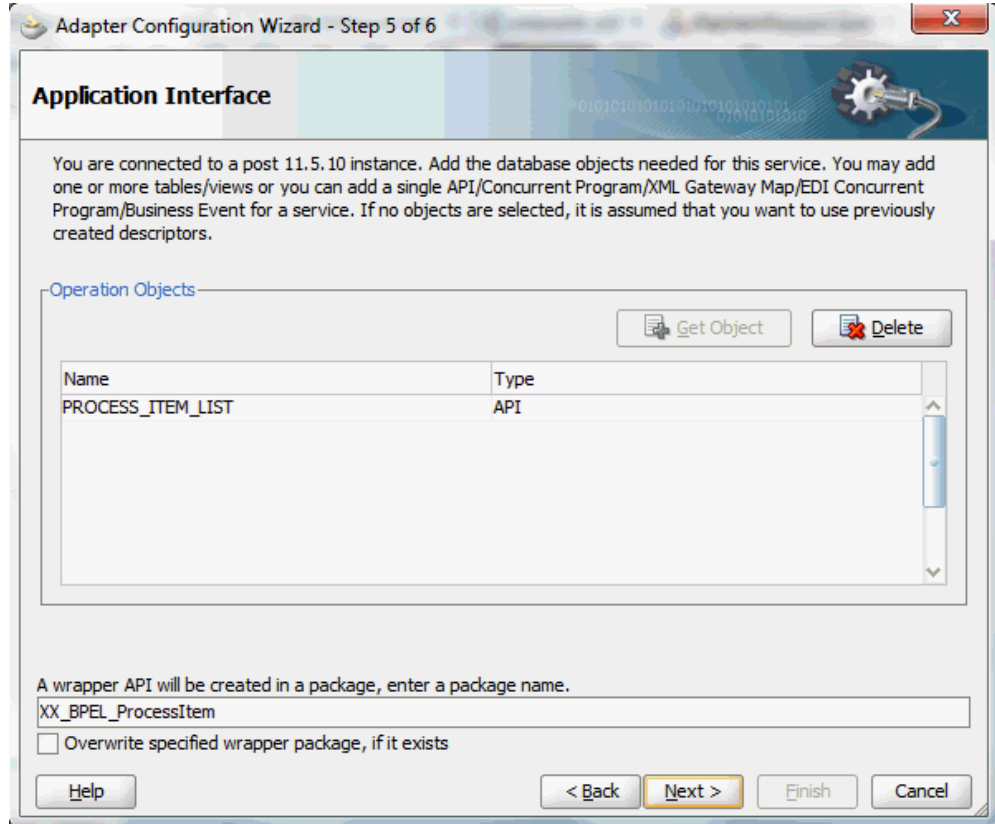 Adapter Configuration Wizard - Step 5 of 6
Application Interface
You are connected to a post 11.5.10 instance. Add the database objects needed for this service. You may add
one or more tables/views or you can add a single API/Concurrent Program/XML Gateway Map/EDI Concurrent
Program/Business Event for a service. If no objects are selected, it is assumed that you want to use previously
created descriptors.
Operation Objects
Get Object
Delete
Name Type
PROCESS_ITEM_LIST API
A wrapper API will be created in a package, enter a package name.
XX_BPEL_ProcessItem
Overwrite specified wrapper package, if it exists
Help
< Back
Next >
Finish
Cancel